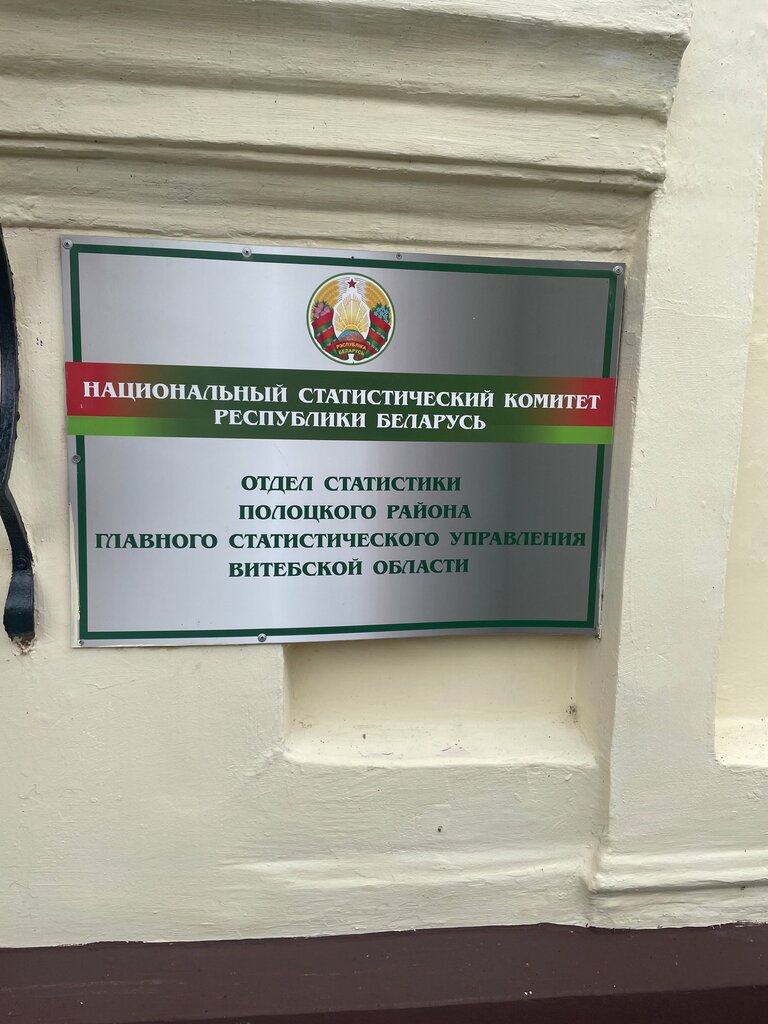 РЭСПУБЛІКА
БЕЛАРУСЬ
НАЦИОНАЛЬНЫЙ СТАТИСТИЧЕСКИЙ КОМИТЕТ
РЕСПУБЛИКИ БЕЛАРУСЬ
ОТДЕЛ СТАТИСТИКИ
ПОЛОЦКОГО РАЙОНА
ГЛАВНОГО СТАТИСТИЧЕСКОГО УПРАВЛЕНИЯ
ВИТЕБСКОЙ ОБЛАСТИ